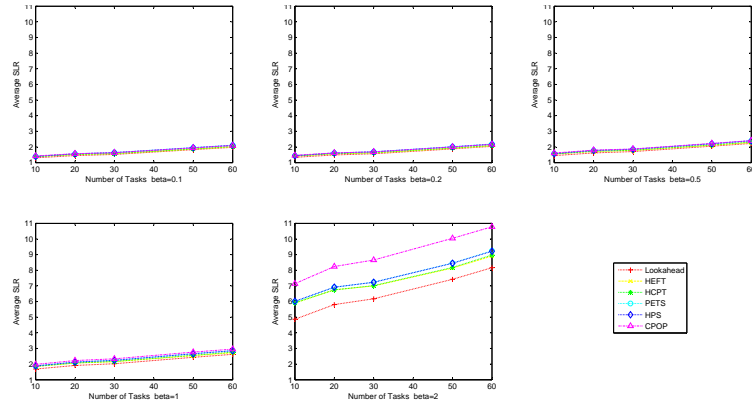 11
10
9
8
7
6
5
4
3
2
1
Average SLR
10 20 30 40 50 60
Number of Tasks beta=0.1
11
10
9
8
7
6
5
4
3
2
1
Average SLR
10 20 30 40 50 60
Number of Tasks beta=0.2
11
10
9
8
7
6
5
4
3
2
1
Average SLR
10 20 30 40 50 60
Number of Tasks beta=0.5
11
10
9
8
7
6
5
4
3
2
1
Average SLR
10 20 30 40 50 60
Number of Tasks beta=1
11
10
9
8
7
6
5
4
3
2
1
Average SLR
10 20 30 40 50 60
Number of Tasks beta=2
Lookahead
HEFT
HCPT
PETS
HPS
CPOP